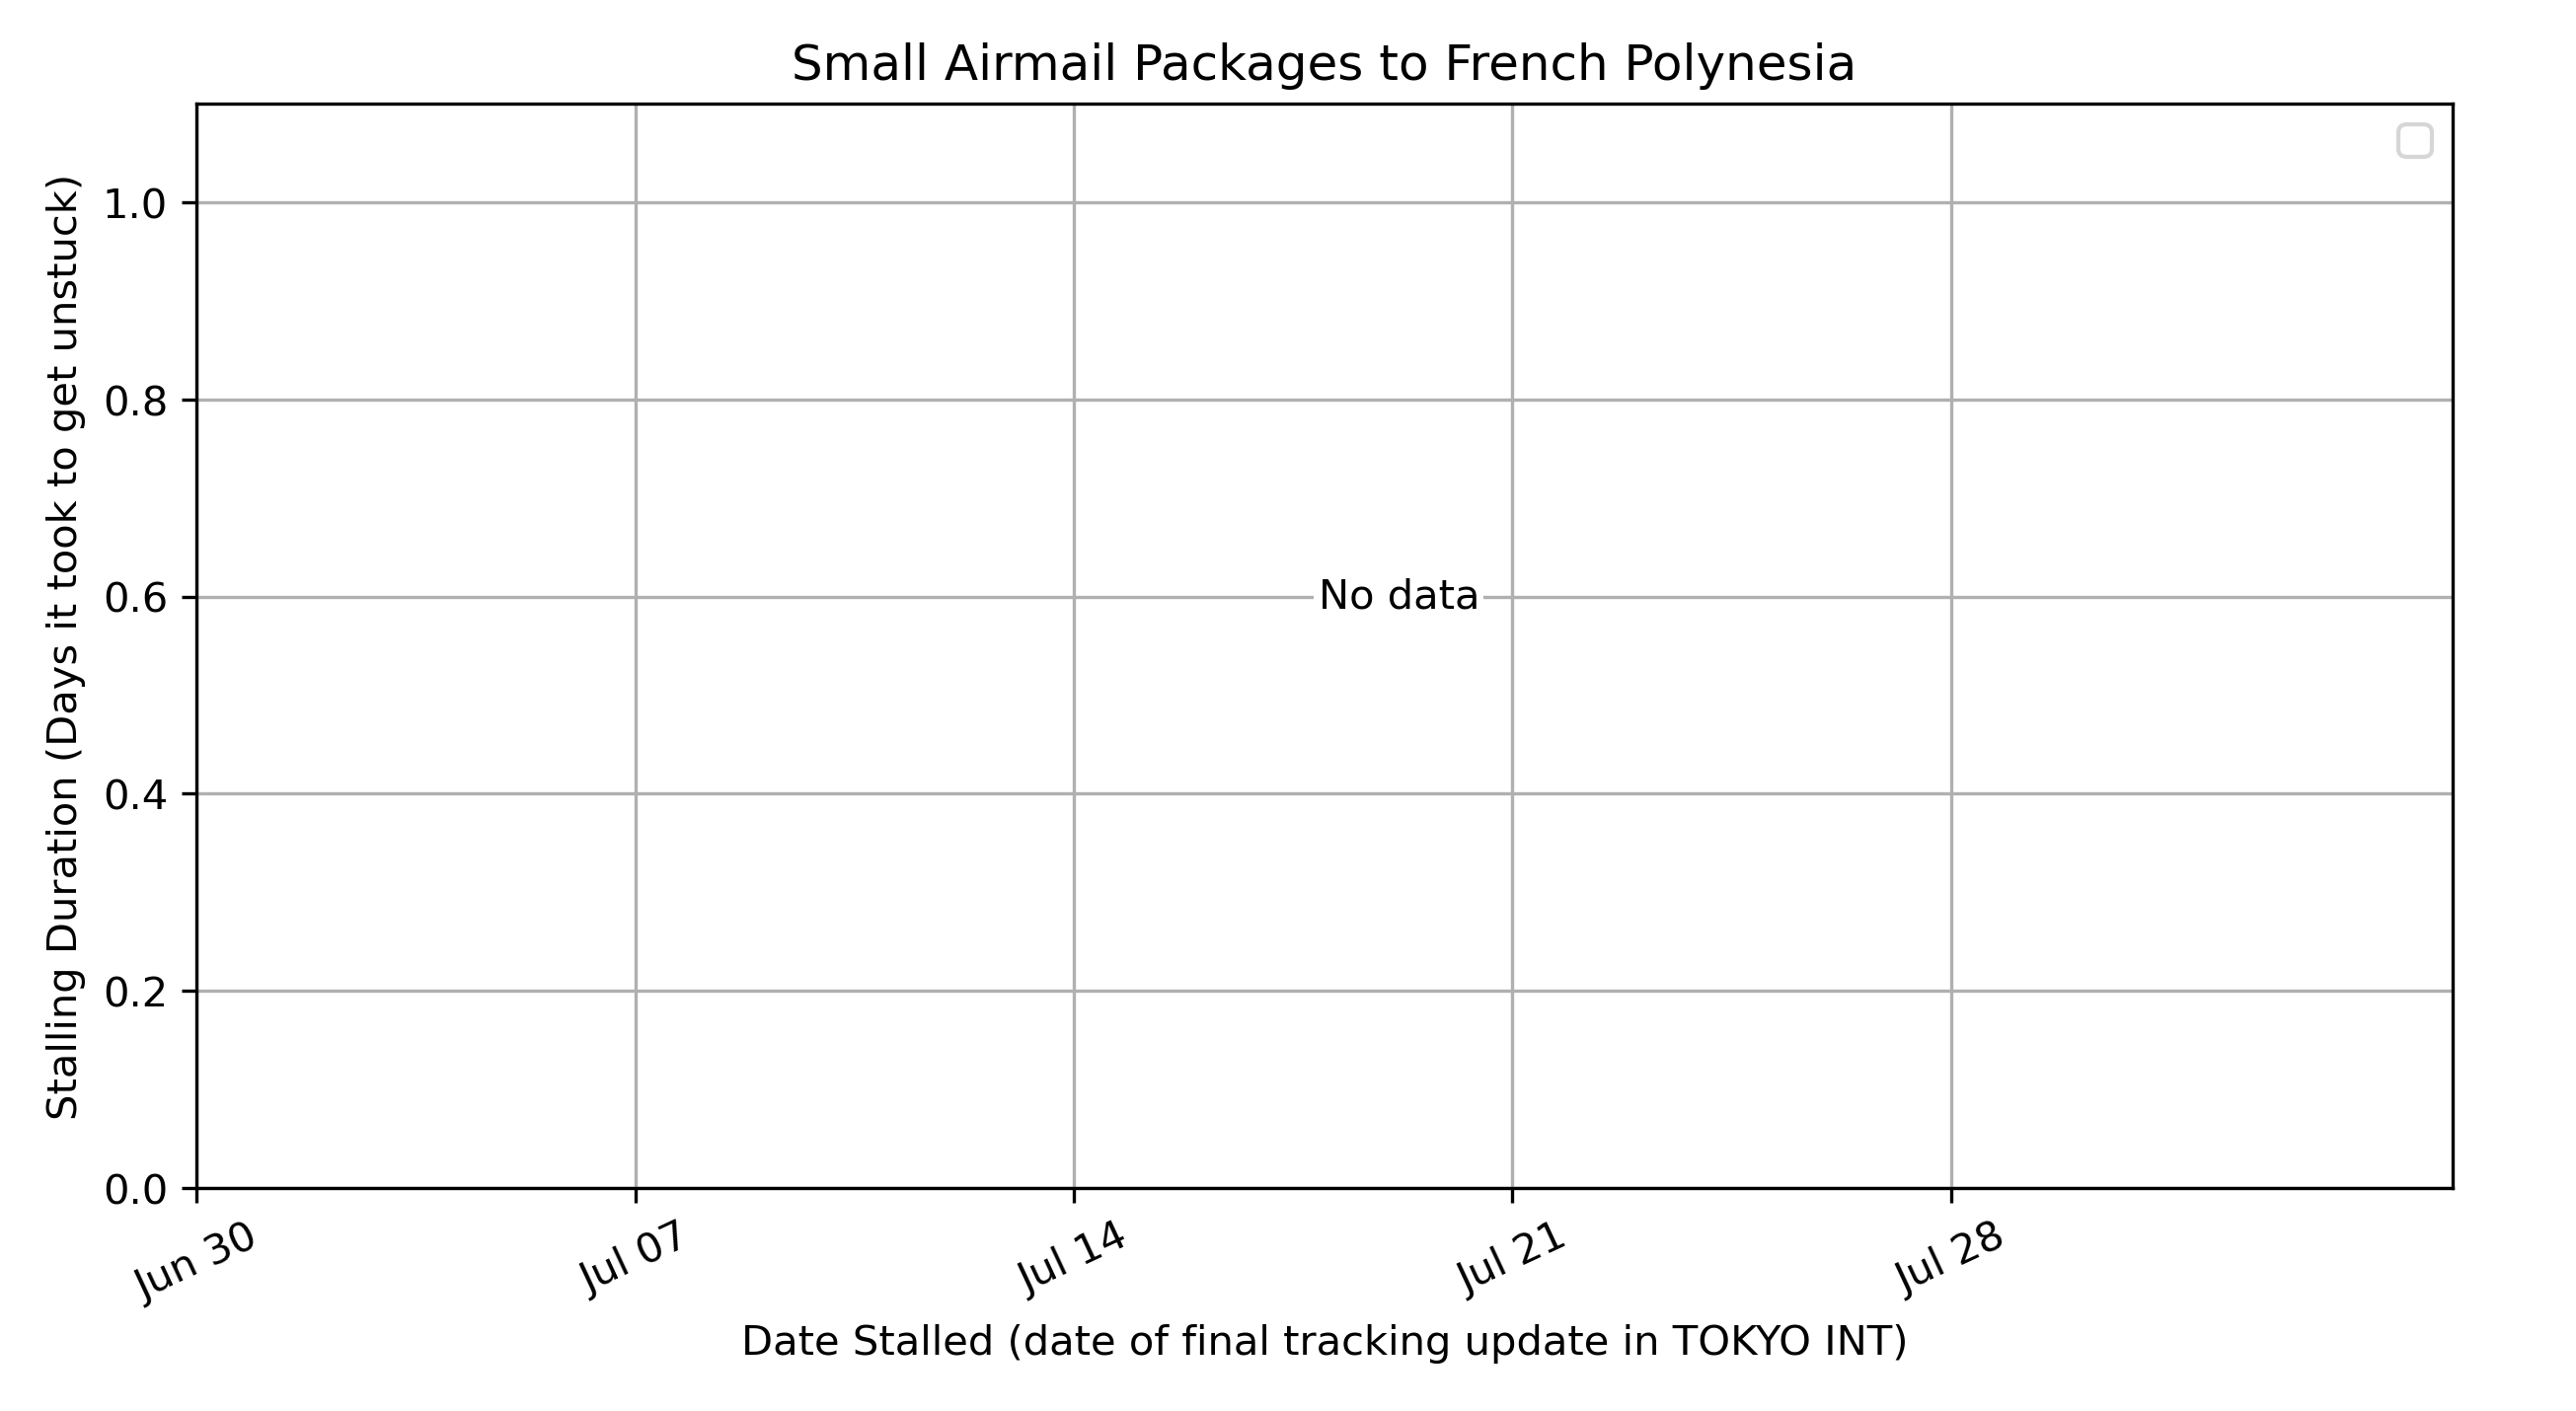 Small Airmail Packages to French Polynesia
Stalling Duration (Days it took to get unstuck)
1.0
0.8
0.6
0.4
0.2
0.0
No data
Jun 30
Jul 07
Jul 14
Jul 21
Jul 28
Date Stalled (date of final tracking update in TOKYO INT)